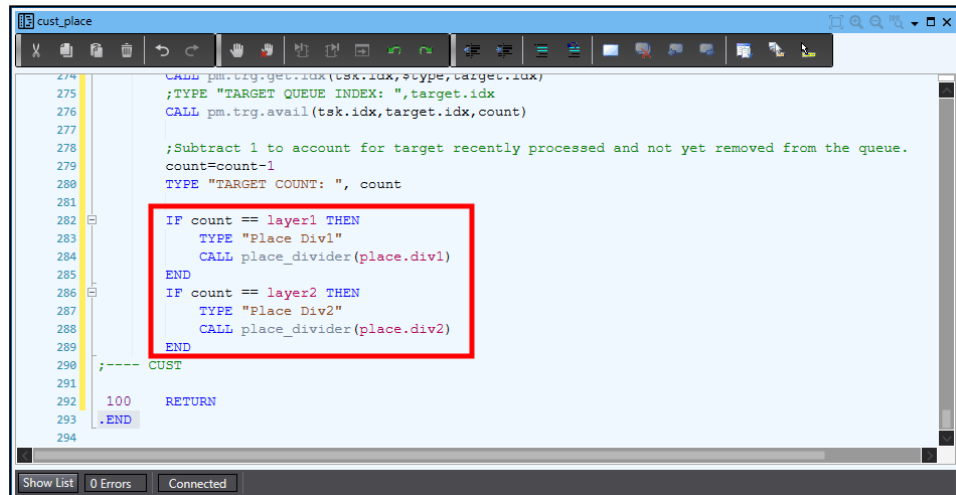 cust_place
274 CALL pm.trg.get.idx(tsk.idx,$type,target.idx)
275 ;TYPE "TARGET QUEUE INDEX: ",target.idx
276 CALL pm.trg.avail(tsk.idx,target.idx,count)
277
278 ;Subtract 1 to account for target recently processed and not yet removed from the queue.
279 count=count-1
280 TYPE "TARGET COUNT: ", count
281
282 IF count == layer1 THEN
283 TYPE "Place Div1"
284 CALL place_divider(place.div1)
285 END
286 IF count == layer2 THEN
287 TYPE "Place Div2"
288 CALL place_divider(place.div2)
289 END
290 ;---- CUST
291
292 100 RETURN
293 .END
294
Show List 0 Errors Connected